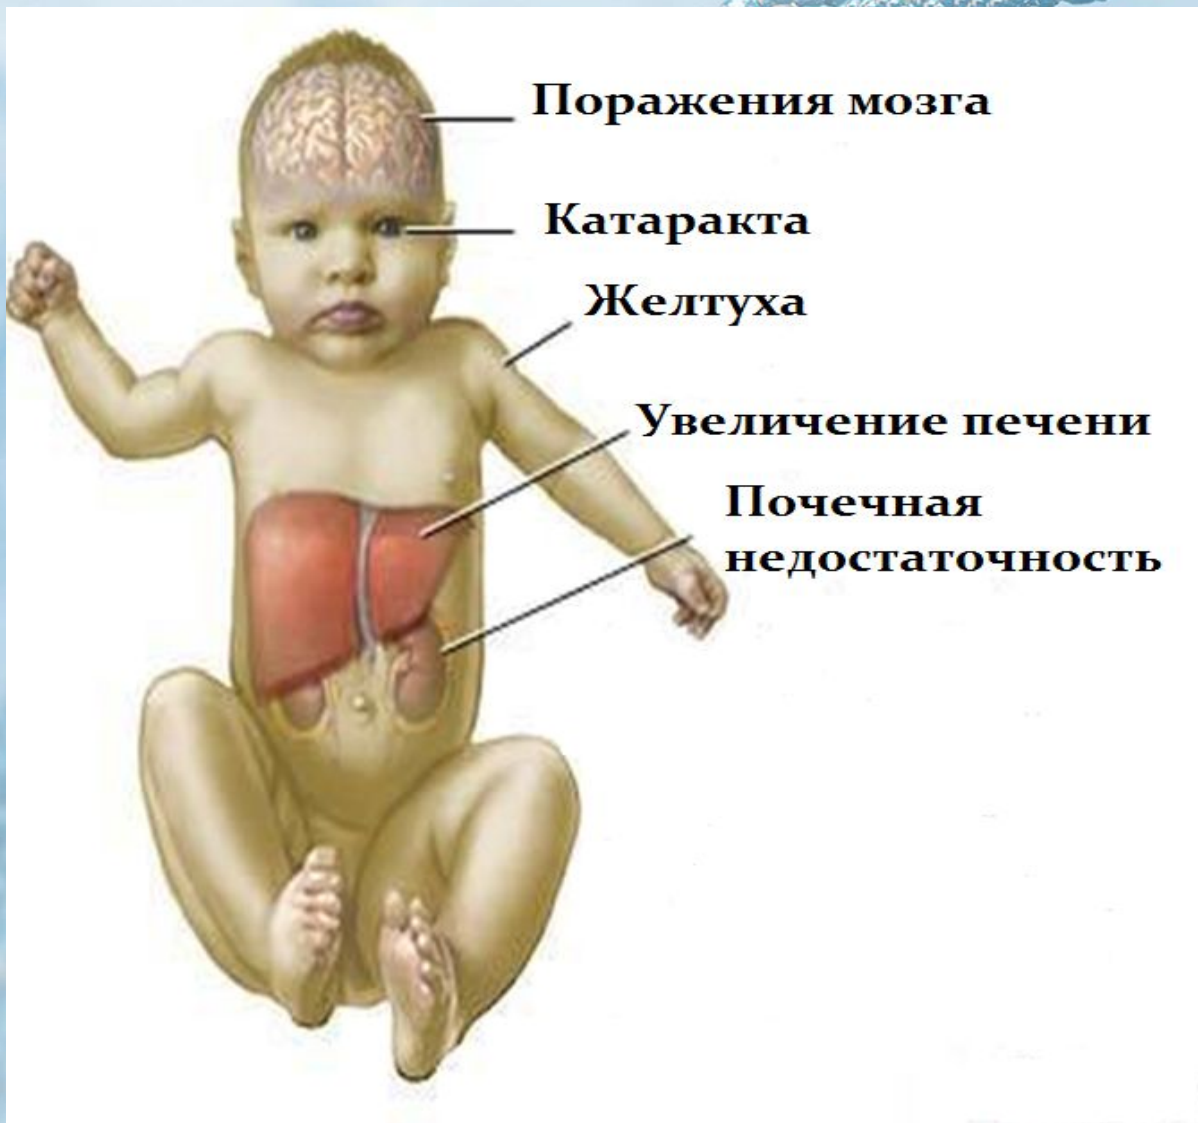 Поражения мозга
Катаракта
Желтуха
Увеличение печени
Почечная
недостаточность